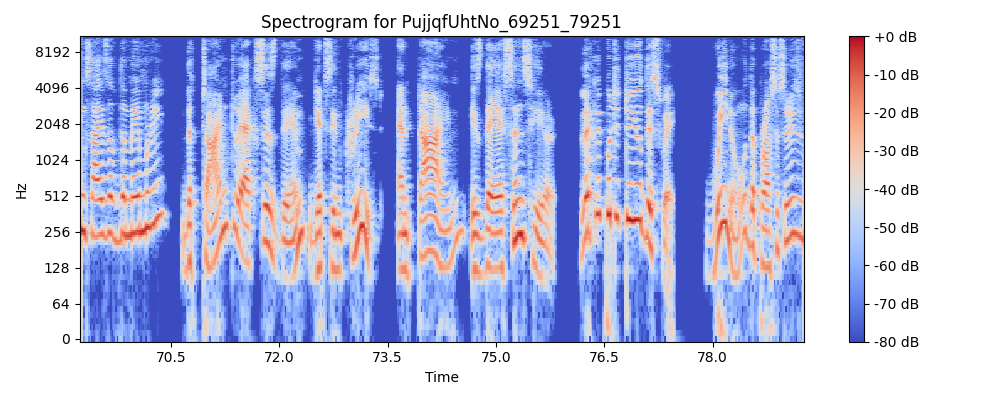 Spectrogram for PujjqfUhtNo_69251_79251
Hz
8192
4096
2048
1024
512
256
128
64
0
70.5 72.0 73.5 75.0 76.5 78.0
Time
+0 dB
-10 dB
-20 dB
-30 dB
-40 dB
-50 dB
-60 dB
-70 dB
-80 dB